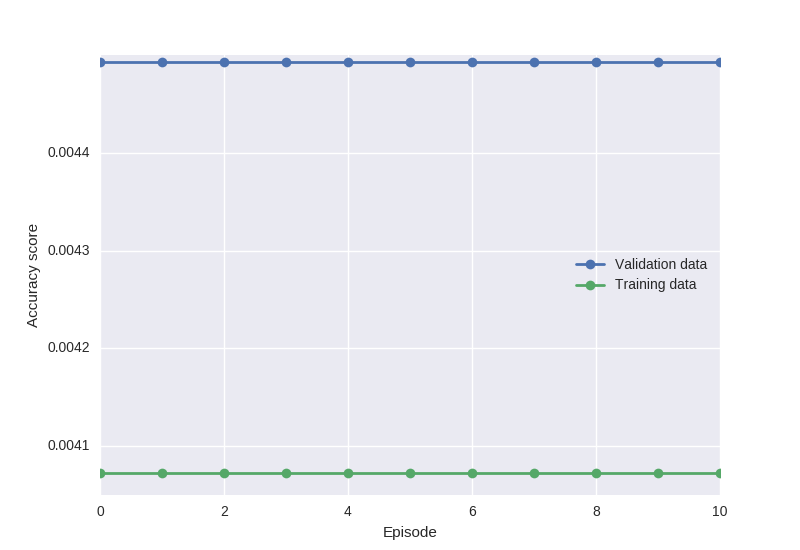 0.0044
0.0043
0.0042
0.0041
Accuracy score
Validation data
Training data
0 2 4 6 8 10
Episode